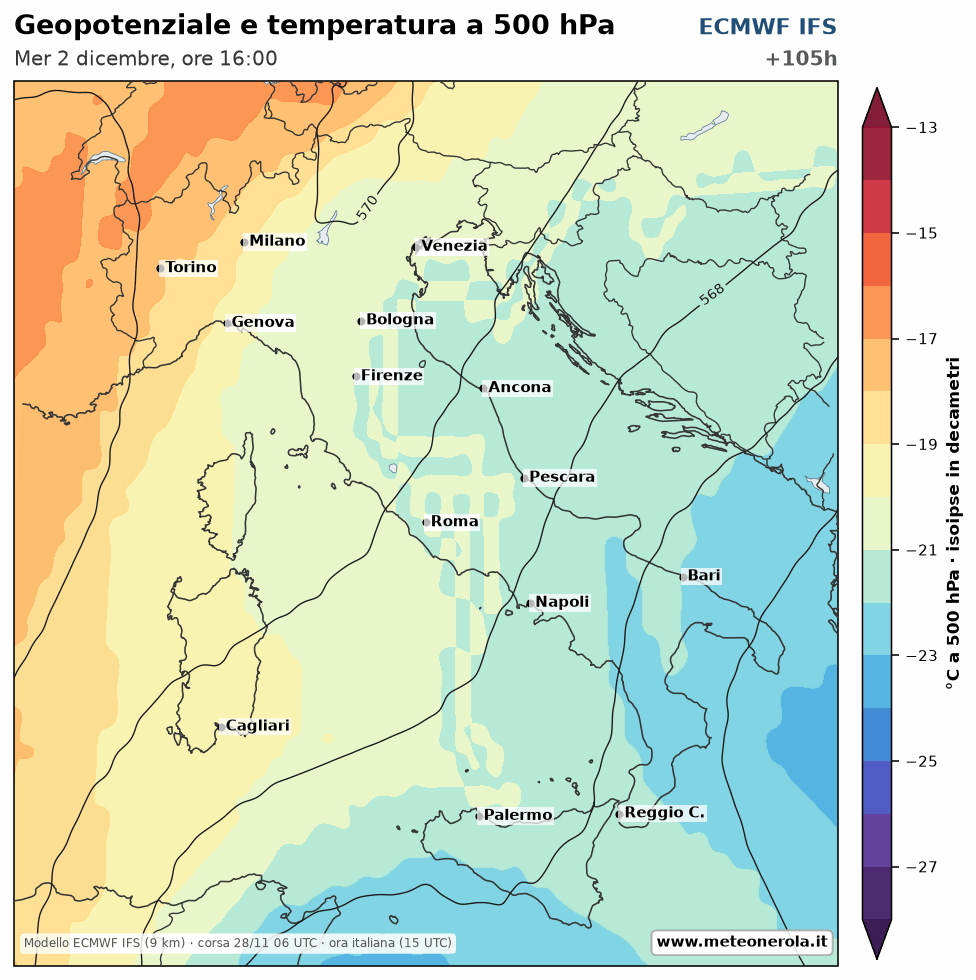 Geopotenziale e temperatura a 500 hPa
ECMWF IFS
Mer 2 dicembre, ore 16:00
+105h
570
Milano
Venezia
Torino
568
Genova
Bologna
Firenze
Ancona
Pescara
Roma
Bari
Napoli
Cagliari
Palermo
Reggio C.
Modello ECMWF IFS (9 km) · corsa 28/11 06 UTC · ora italiana (15 UTC)
www.meteonerola.it
−13
−15
−17
−19
−21
−23
−25
−27
°C a 500 hPa · isoipse in decametri